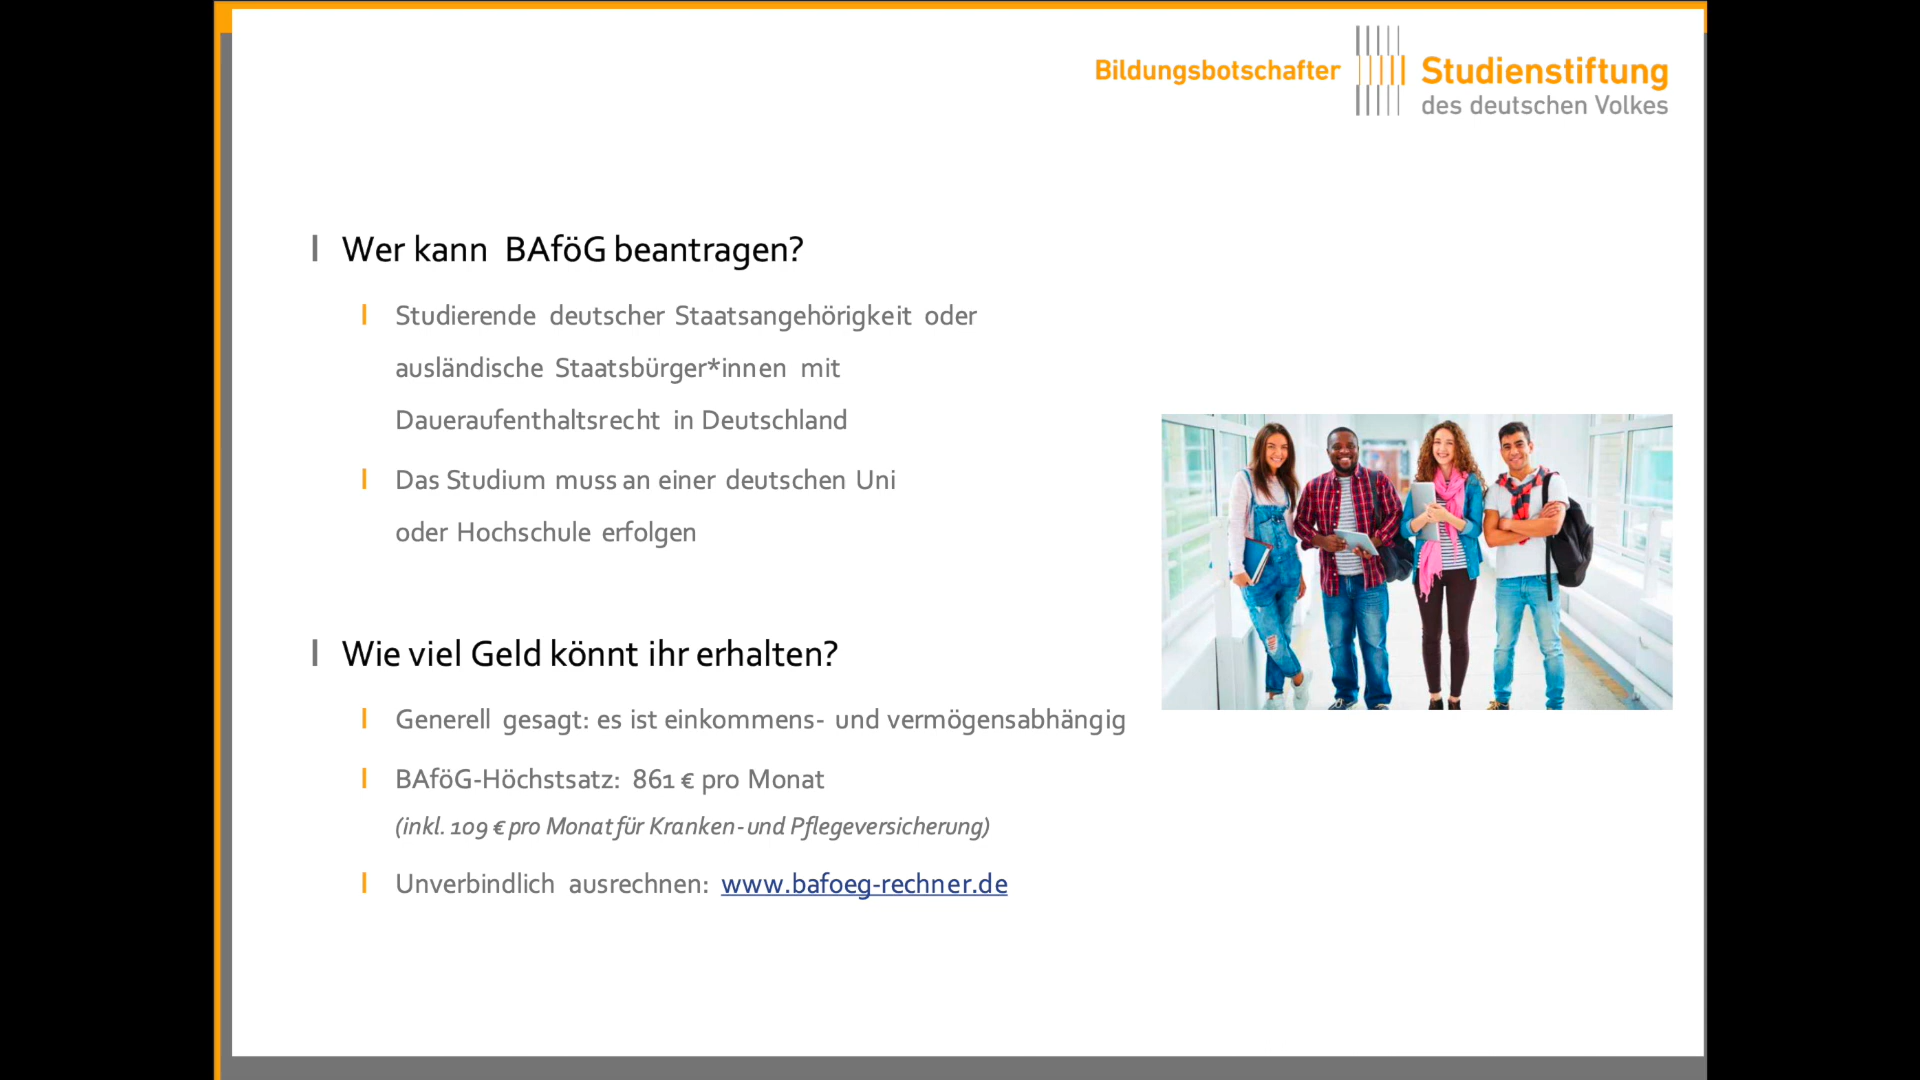 Bildungsbotschafter
Studienstiftung
des deutschen Volkes
Wer kann BAföG beantragen?
Studierende deutscher Staatsangehörigkeit oder
ausländische Staatsbürger*innen mit
Daueraufenthaltsrecht in Deutschland
Das Studium muss an einer deutschen Uni
oder Hochschule erfolgen
Wie viel Geld könnt ihr erhalten?
Generell gesagt: es ist einkommens- und vermögensabhängig
BAföG-Höchstsatz: 861 € pro Monat
(inkl. 109 € pro Monat für Kranken- und Pflegeversicherung)
Unverbindlich ausrechnen: www.bafoeg-rechner.de